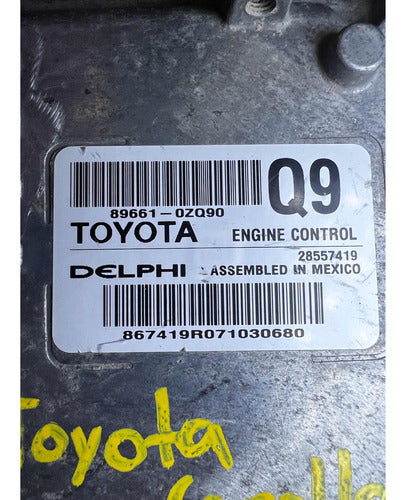 89661-0ZQ90
Q9
TOYOTA ENGINE CONTROL
28557419
DELPHI ASSEMBLED IN MEXICO
867419R071030680
Toyota